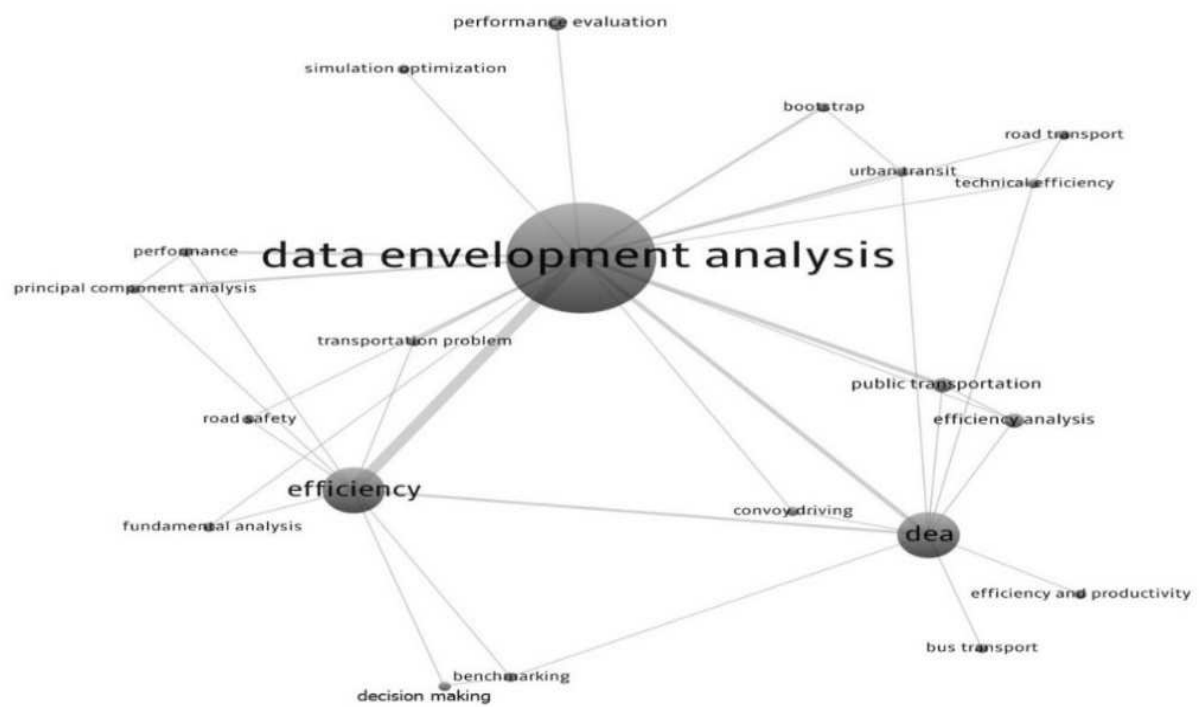 performance evaluation
simulation optimization
bootstrap
road transport
urban transit
technical efficiency
performance
data envelopment analysis
principal component analysis
transportation problem
public transportation
road safety
efficiency analysis
efficiency
convoy driving
fundamental analysis
dea
efficiency and productivity
bus transport
benchmarking
decision making